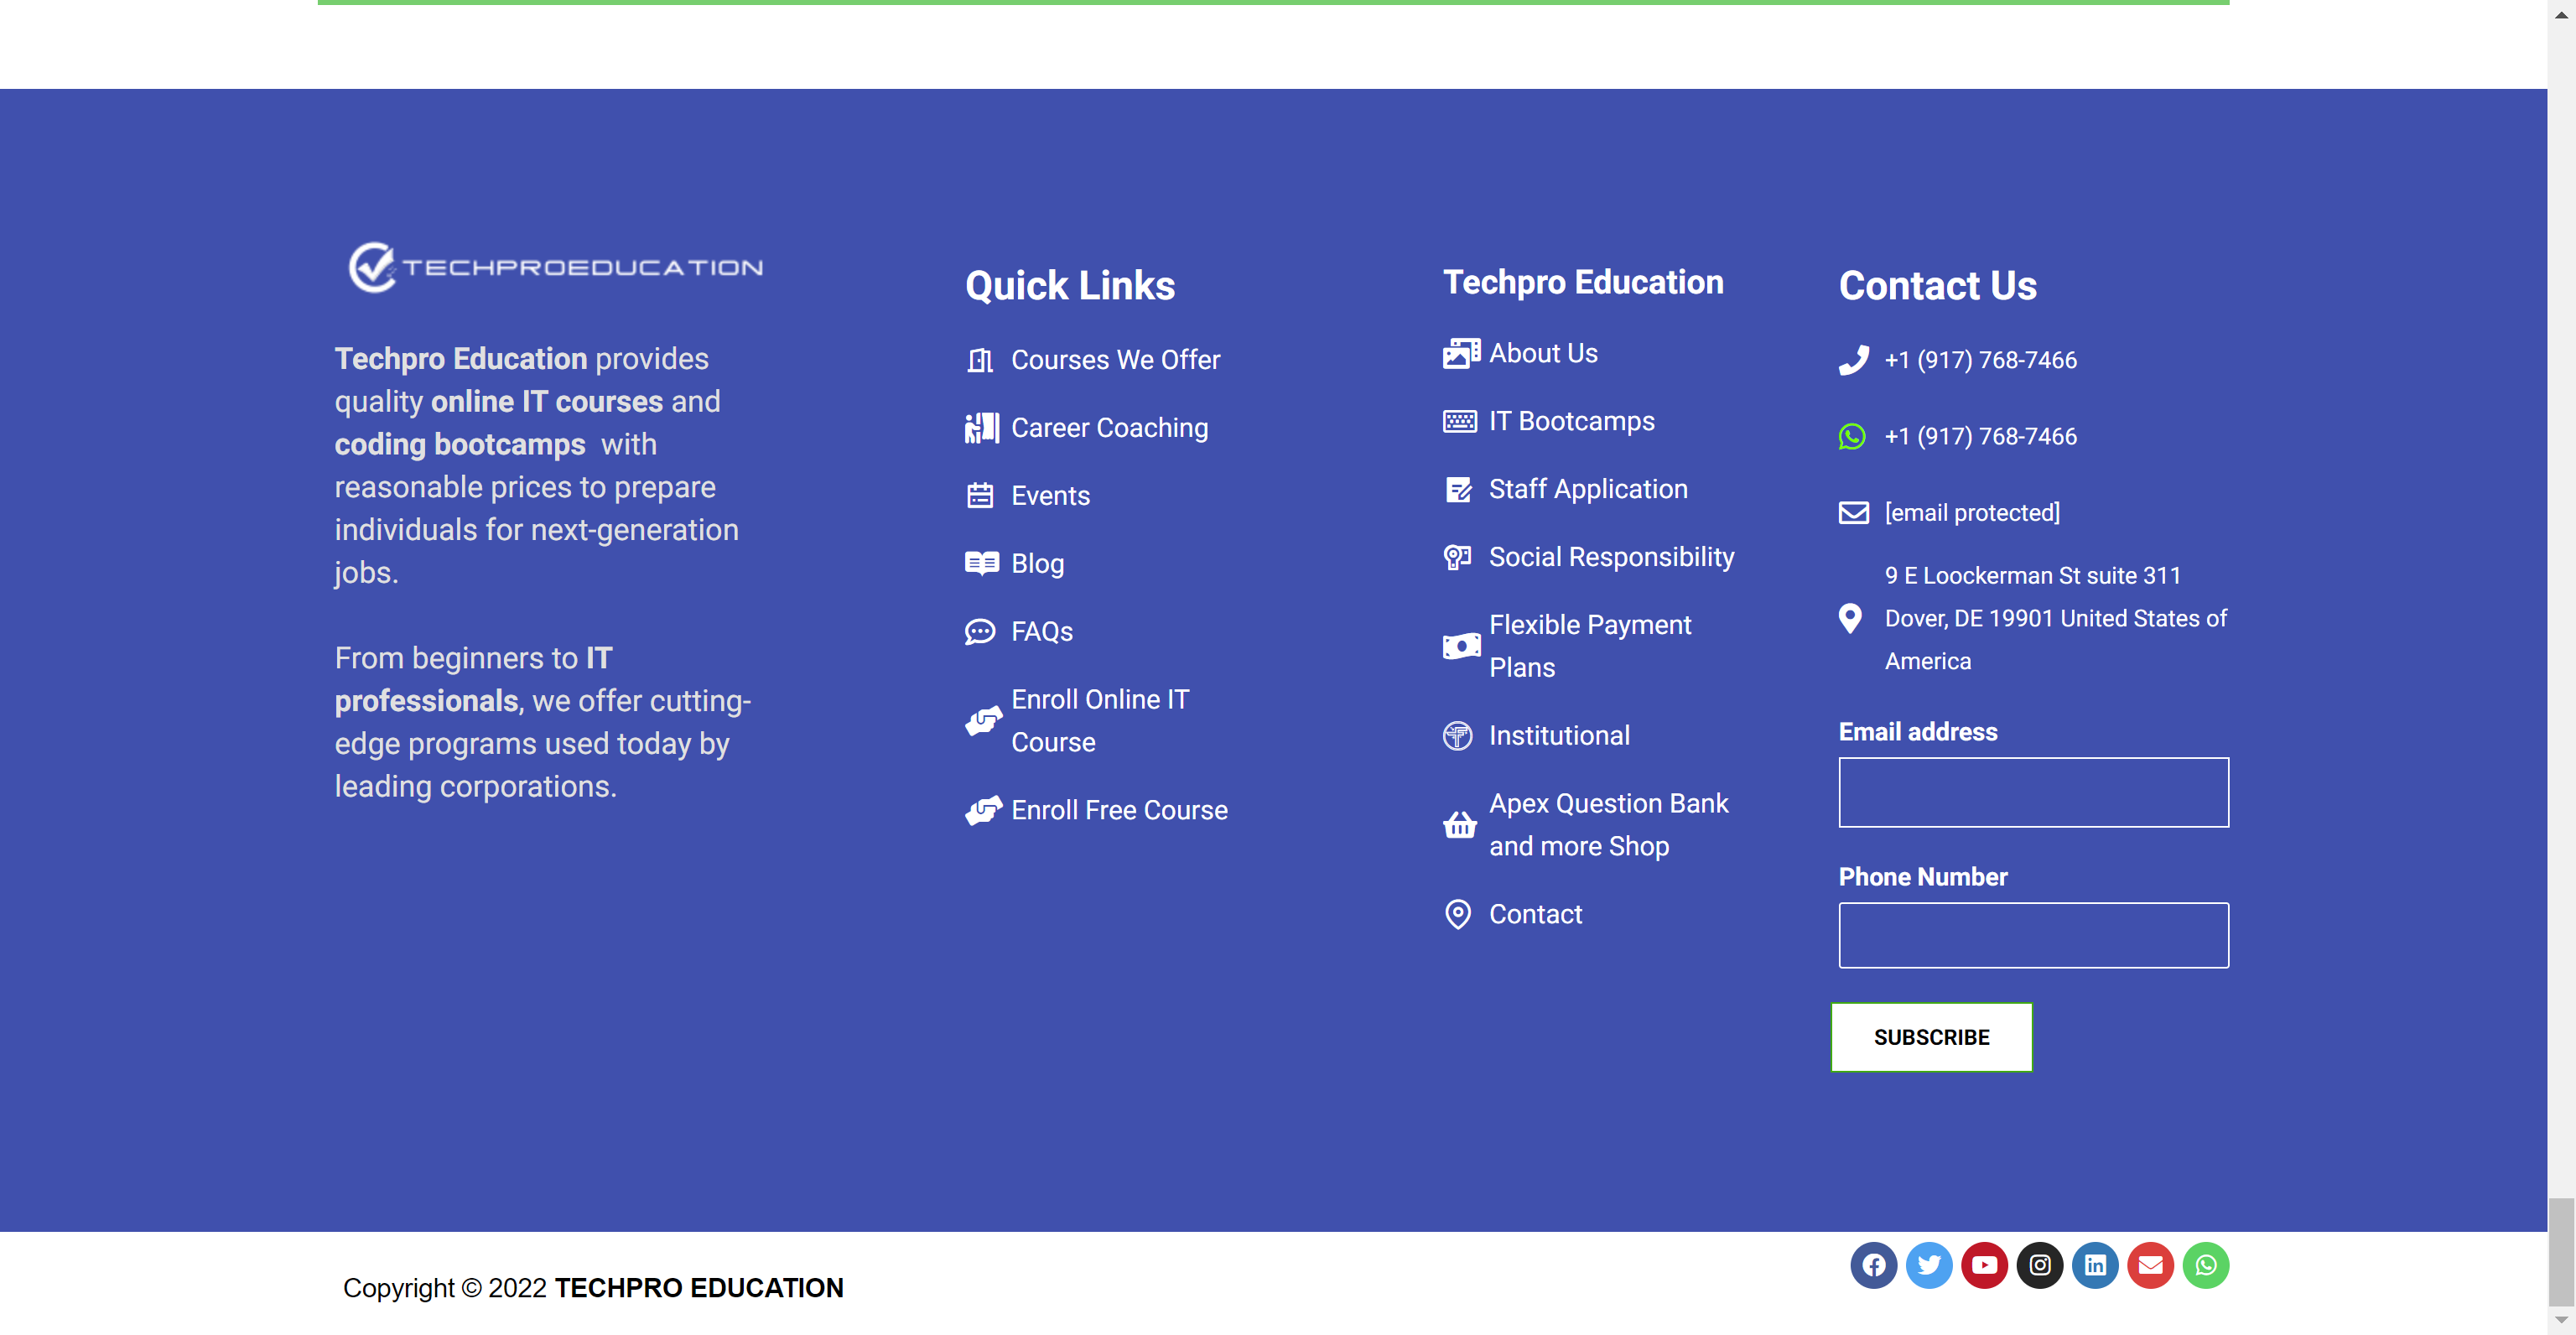 TECHPROEDUCATION
Techpro Education provides
quality online IT courses and
coding bootcamps with
reasonable prices to prepare
individuals for next-generation
jobs.
From beginners to IT
professionals, we offer cutting-
edge programs used today by
leading corporations.
Quick Links
Courses We Offer
Career Coaching
Events
Blog
FAQs
Enroll Online IT
Course
Enroll Free Course
Techpro Education
About Us
IT Bootcamps
Staff Application
Social Responsibility
Flexible Payment
Plans
Institutional
Apex Question Bank
and more Shop
Contact
Contact Us
+1 (917) 768-7466
+1 (917) 768-7466
[email protected]
9 E Loockerman St suite 311
Dover, DE 19901 United States of
America
Email address
Phone Number
SUBSCRIBE
Copyright © 2022 TECHPRO EDUCATION